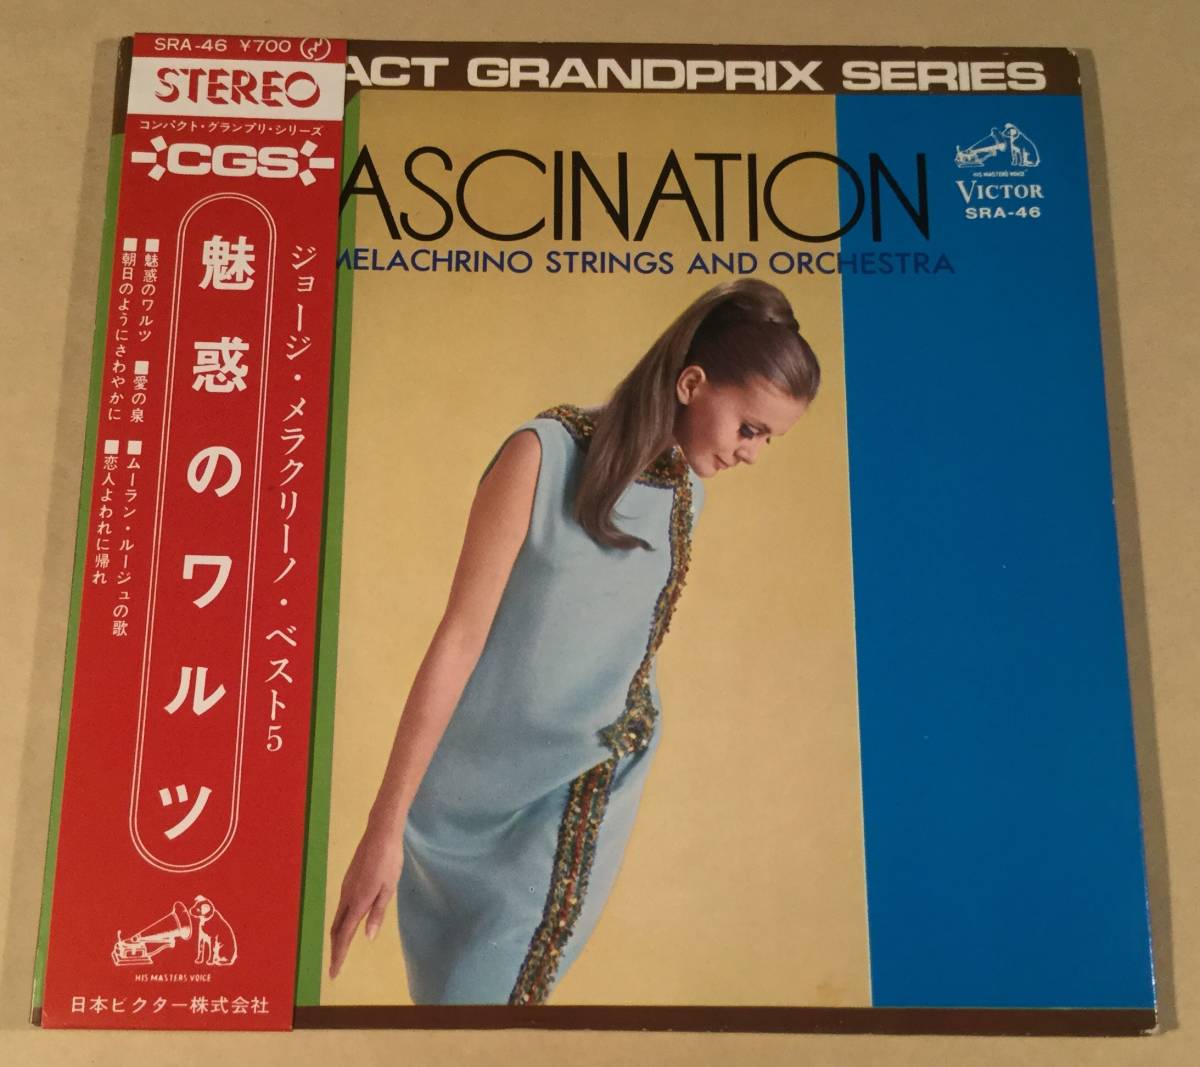 SRA-46 ¥700
STEREO
コンパクト・グランプリ・シリーズ
CGS
ジョージ・メラクリーノ・ベスト5
魅惑のワルツ
■魅惑のワルツ ■愛の泉 ■ムーラン・ルージュの歌
■朝日のようにさわやかに ■恋人よわれに帰れ
HIS MASTERS VOICE
日本ビクター株式会社
ACT GRANDPRIX SERIES
ASCINATION
MELACHRINO STRINGS AND ORCHESTRA
HIS MASTERS VOICE
VICTOR
SRA-46